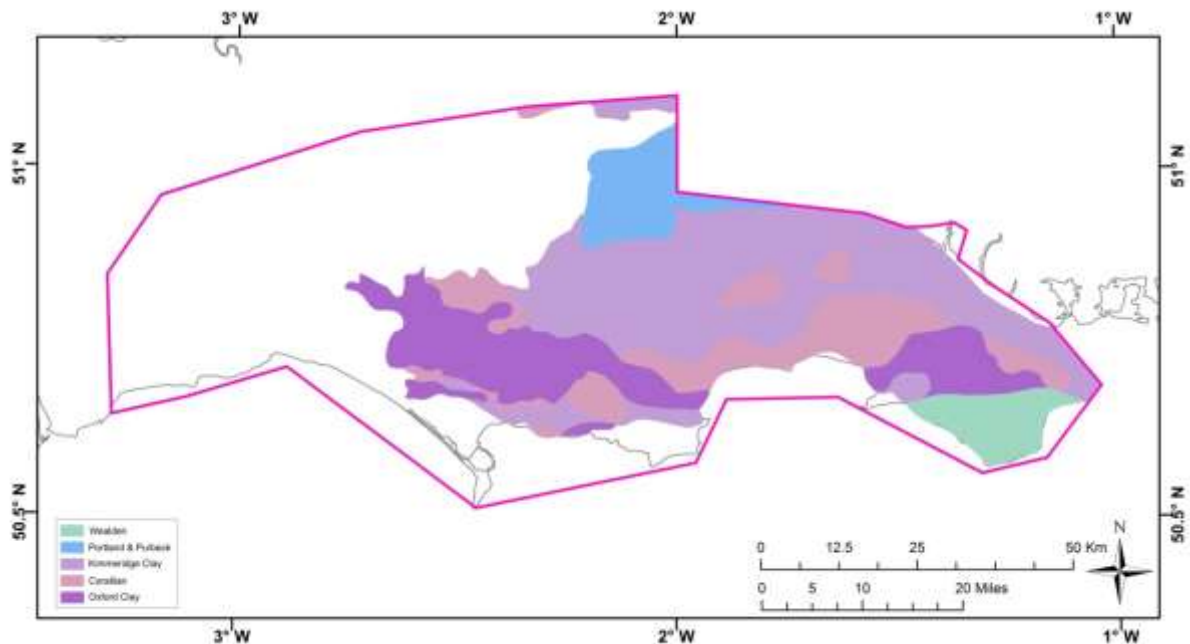 3° W 2° W 1° W
51° N 51° N
50.5° N 50.5° N
Wealden
Portland & Purbeck
Kimmeridge Clay
Corallian
Oxford Clay
N
0 12.5 25 50 Km
0 5 10 20 Miles
3° W 2° W 1° W